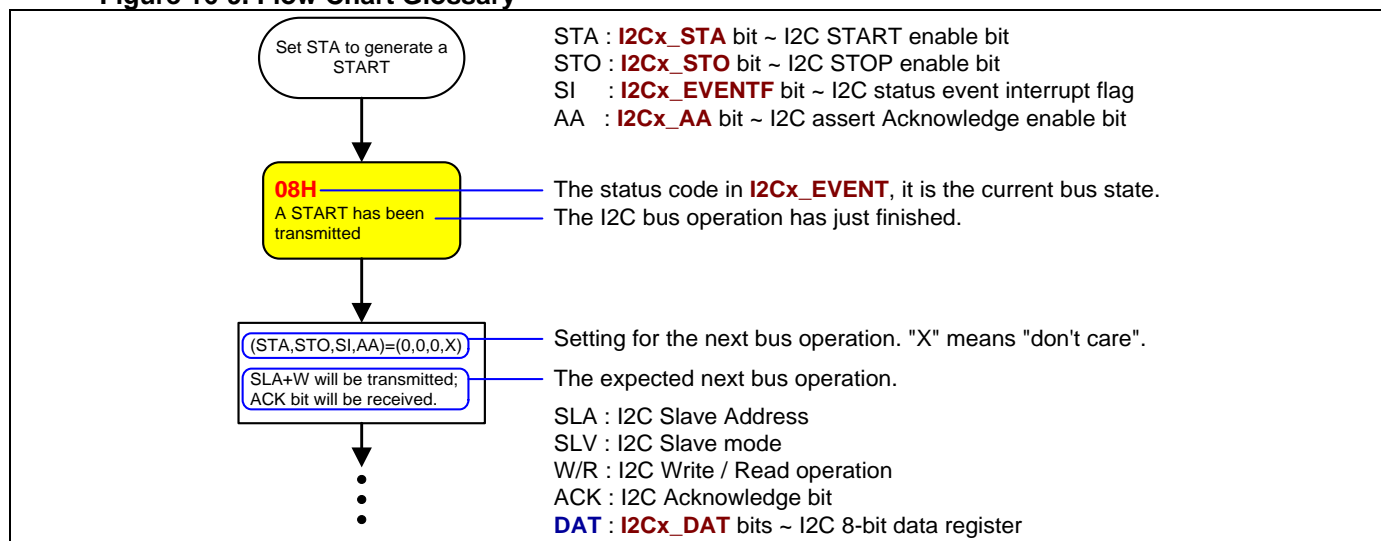 Set STA to generate a
START
STA : I2Cx_STA bit ~ I2C START enable bit
STO : I2Cx_STO bit ~ I2C STOP enable bit
SI : I2Cx_EVENTF bit ~ I2C status event interrupt flag
AA : I2Cx_AA bit ~ I2C assert Acknowledge enable bit
08H
A START has been
transmitted
The status code in I2Cx_EVENT, it is the current bus state.
The I2C bus operation has just finished.
(STA,STO,SI,AA)=(0,0,0,X)
SLA+W will be transmitted;
ACK bit will be received.
Setting for the next bus operation. "X" means "don't care".
The expected next bus operation.
SLA : I2C Slave Address
SLV : I2C Slave mode
W/R : I2C Write / Read operation
ACK : I2C Acknowledge bit
DAT : I2Cx_DAT bits ~ I2C 8-bit data register